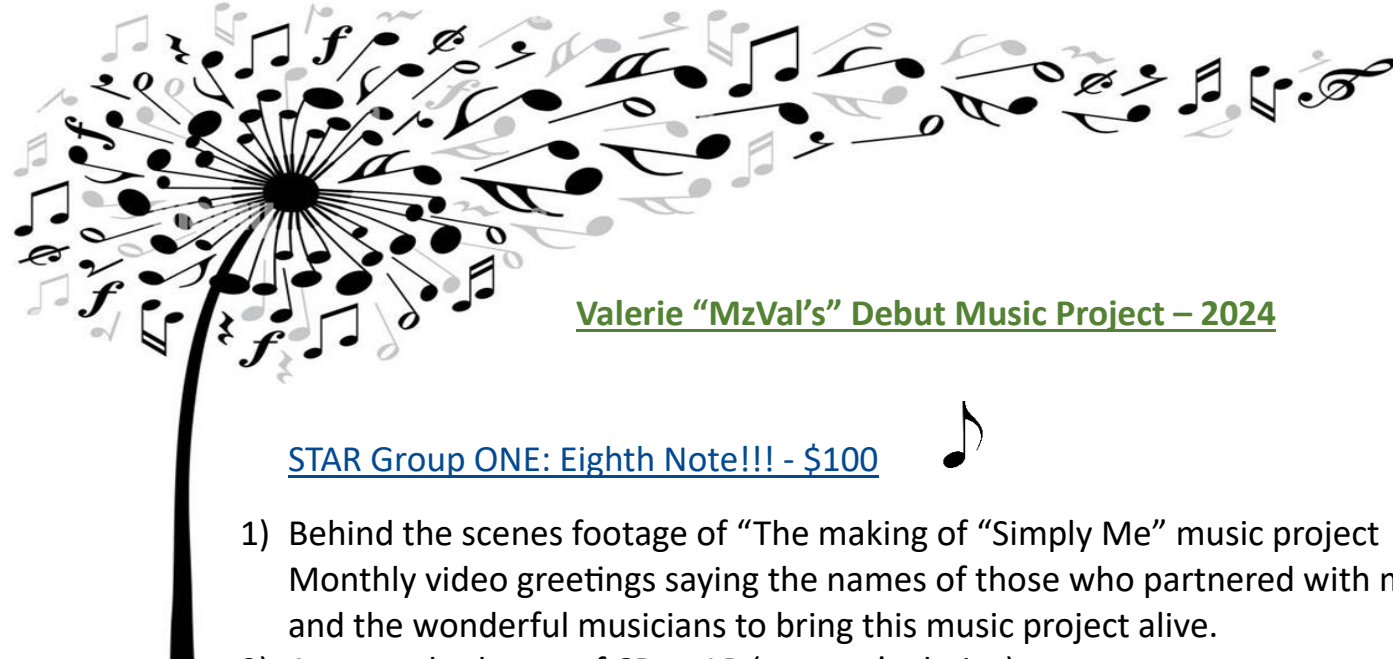 Valerie “MzVal’s” Debut Music Project – 2024
STAR Group ONE: Eighth Note!!! - $100
1) Behind the scenes footage of “The making of “Simply Me” music project
Monthly video greetings saying the names of those who partnered with
and the wonderful musicians to bring this music project alive.